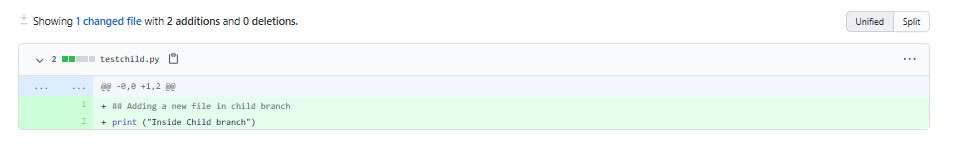 Showing 1 changed file with 2 additions and 0 deletions.
Unified Split
2 testchild.py ...
... ... @@ -0,0 +1,2 @@
1 + ## Adding a new file in child branch
2 + print ("Inside Child branch")